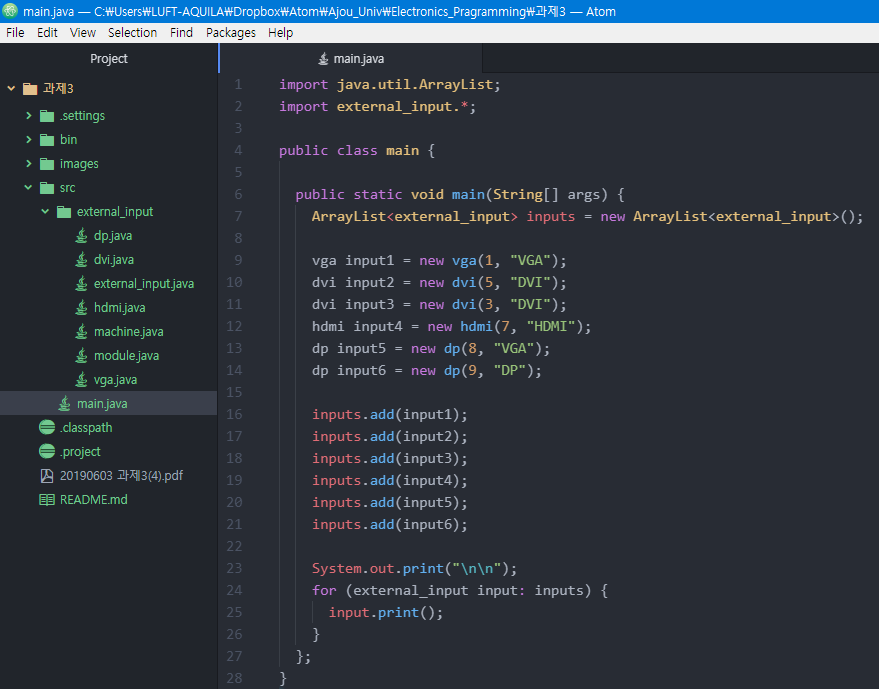 main.java — C:₩Users₩LUFT-AQUILA₩Dropbox₩Atom₩Ajou_Univ₩Electronics_Pragramming₩과제3 — Atom
File Edit View Selection Find Packages Help
Project
과제3
.settings
bin
images
src
external_input
dp.java
dvi.java
external_input.java
hdmi.java
machine.java
module.java
vga.java
main.java
.classpath
.project
20190603 과제3(4).pdf
README.md
main.java
1 import java.util.ArrayList;
2 import external_input.*;
3
4 public class main {
5
6 public static void main(String[] args) {
7 ArrayList<external_input> inputs = new ArrayList<external_input>();
8
9 vga input1 = new vga(1, "VGA");
10 dvi input2 = new dvi(5, "DVI");
11 dvi input3 = new dvi(3, "DVI");
12 hdmi input4 = new hdmi(7, "HDMI");
13 dp input5 = new dp(8, "VGA");
14 dp input6 = new dp(9, "DP");
15
16 inputs.add(input1);
17 inputs.add(input2);
18 inputs.add(input3);
19 inputs.add(input4);
20 inputs.add(input5);
21 inputs.add(input6);
22
23 System.out.print("\n\n");
24 for (external_input input: inputs) {
25 input.print();
26 }
27 };
28 }